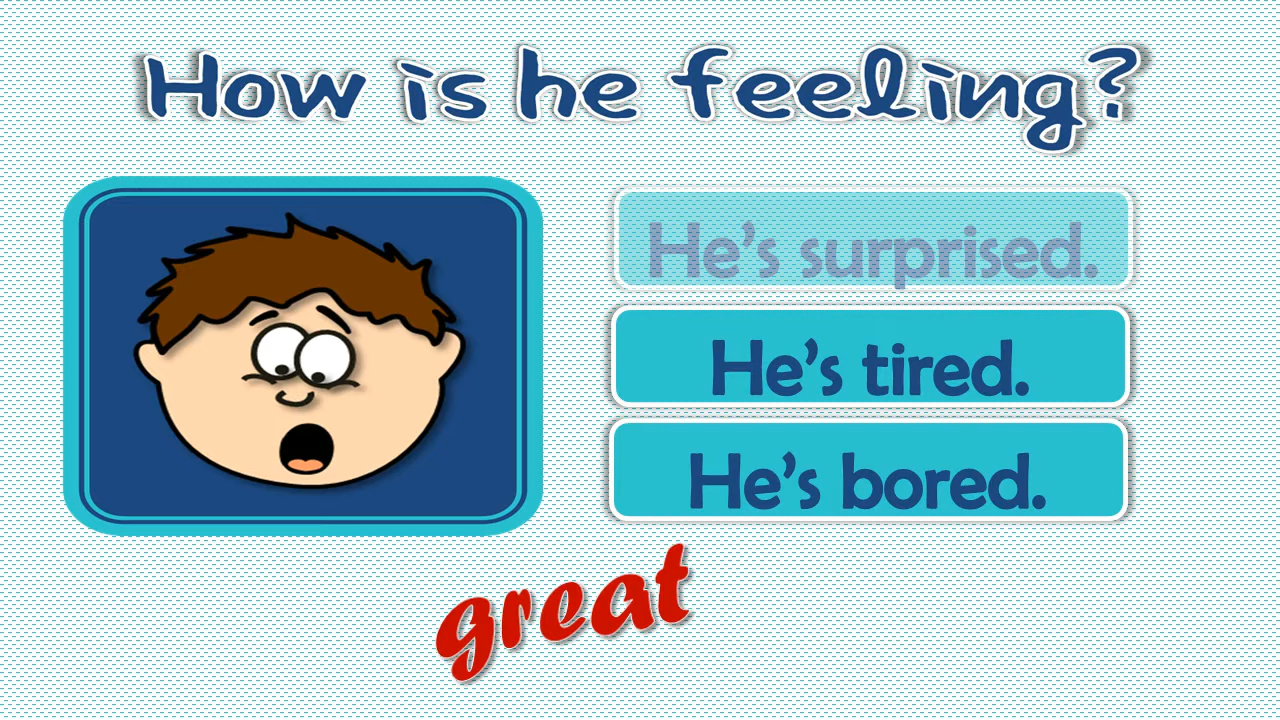 How is he feeling?
He's surprised.
He's tired.
He's bored.
great